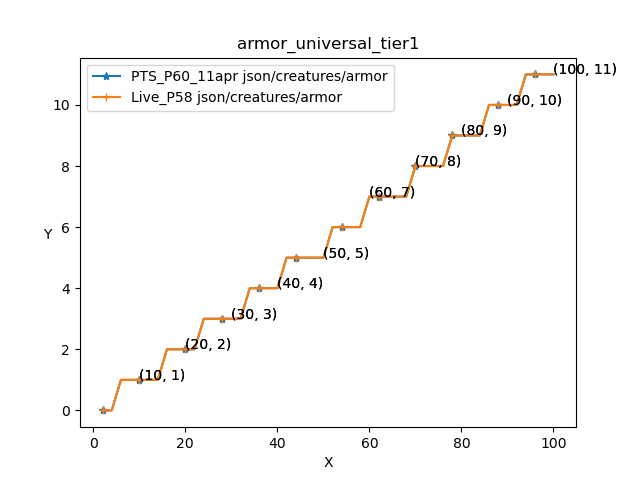 armor_universal_tier1
PTS_P60_11apr json/creatures/armor
Live_P58 json/creatures/armor
(100, 11)
(90, 10)
(80, 9)
(70, 8)
(60, 7)
(50, 5)
(40, 4)
(30, 3)
(20, 2)
(10, 1)
10
8
6
Y
4
2
0
0 20 40 60 80 100
X